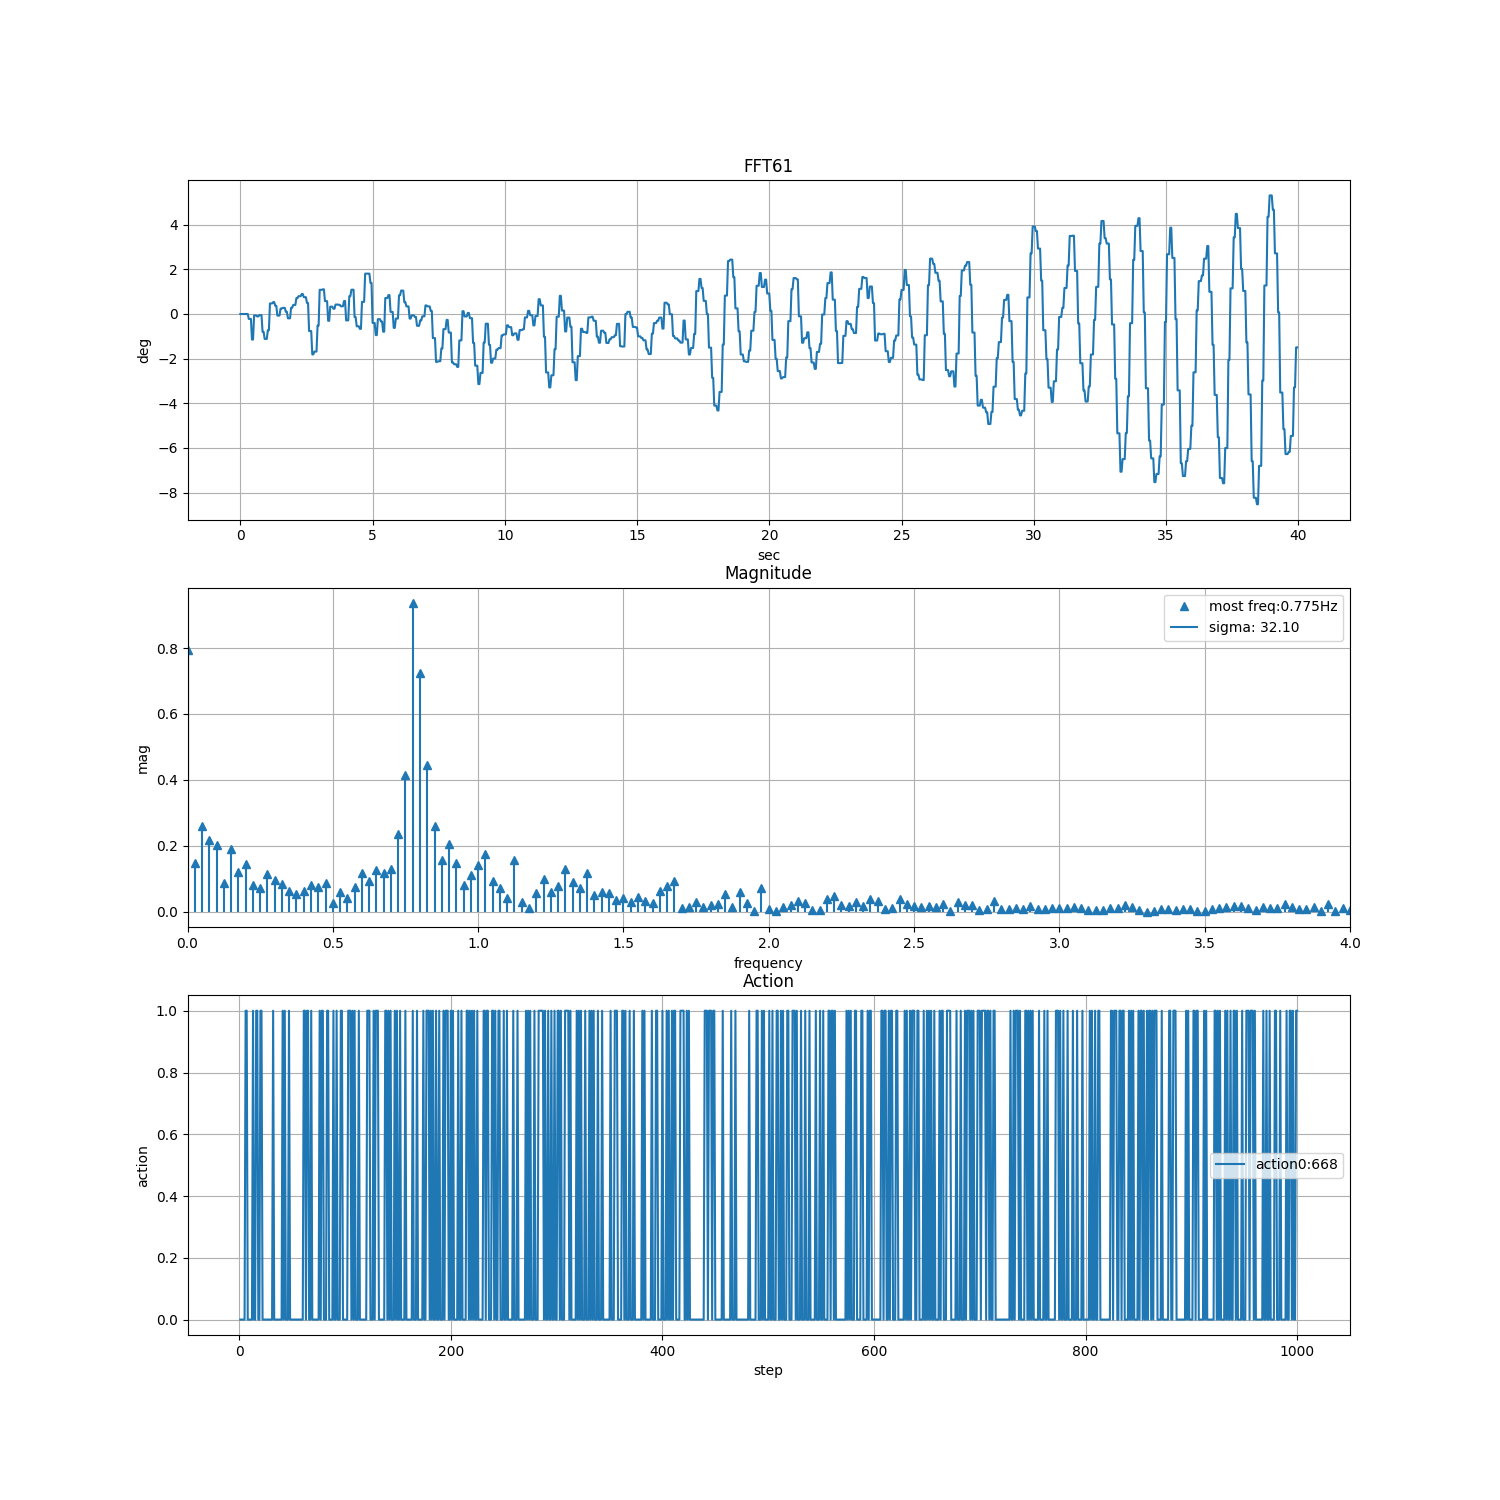 FFT61
4
2
0
−2
−4
−6
−8
deg
0 5 10 15 20 25 30 35 40
sec
Magnitude
most freq:0.775Hz
sigma: 32.10
0.8
0.6
0.4
0.2
0.0
mag
0.0 0.5 1.0 1.5 2.0 2.5 3.0 3.5 4.0
frequency
Action
1.0
0.8
0.6
0.4
0.2
0.0
action
action0:668
0 200 400 600 800 1000
step